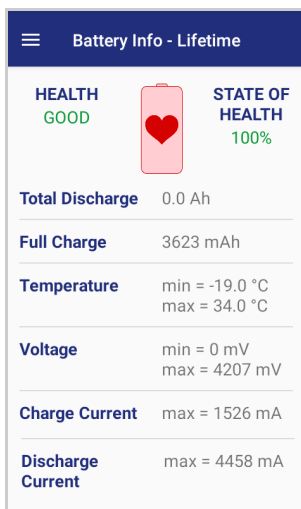 Battery Info - Lifetime
HEALTH
GOOD
STATE OF
HEALTH
100%
Total Discharge 0.0 Ah
Full Charge 3623 mAh
Temperature min = -19.0 °C
max = 34.0 °C
Voltage min = 0 mV
max = 4207 mV
Charge Current max = 1526 mA
Discharge max = 4458 mA
Current